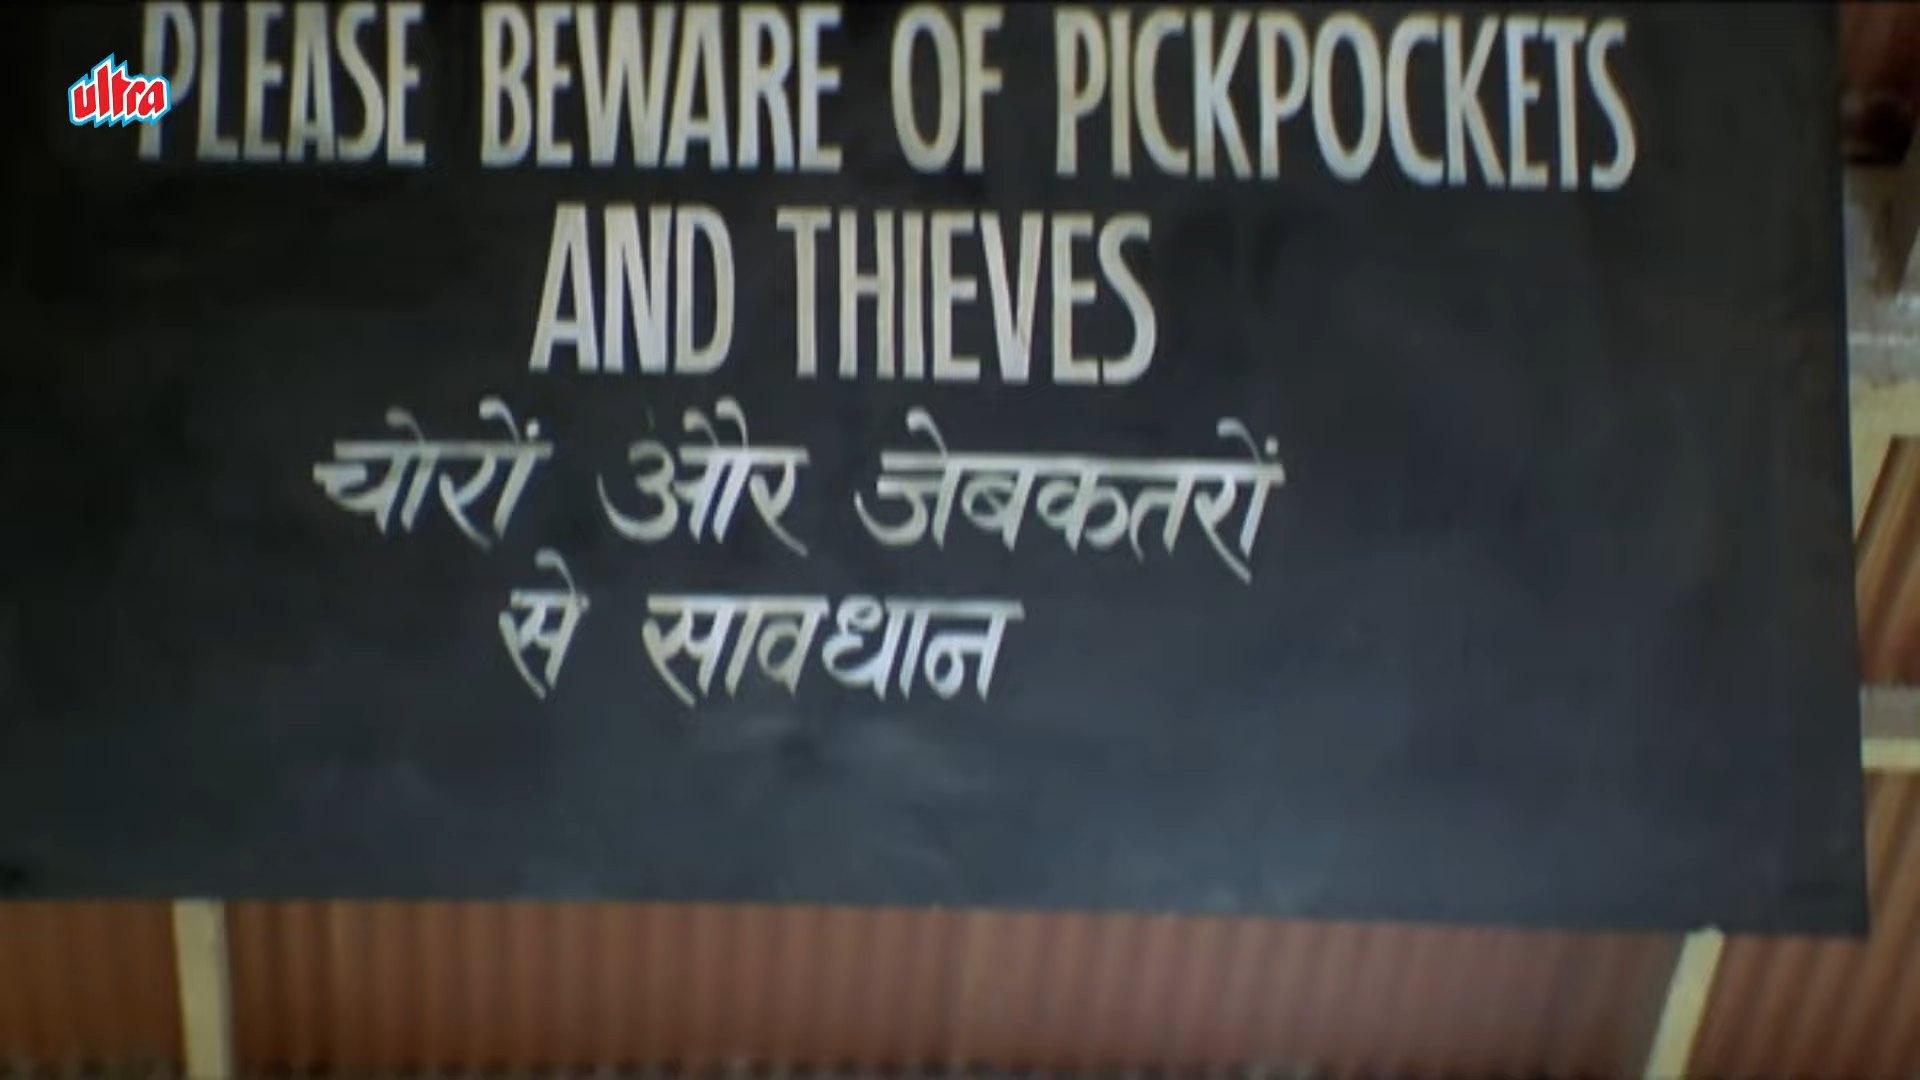 ultra
PLEASE BEWARE OF PICKPOCKETS
AND THIEVES
चोरों और जेबकतरों
से सावधान